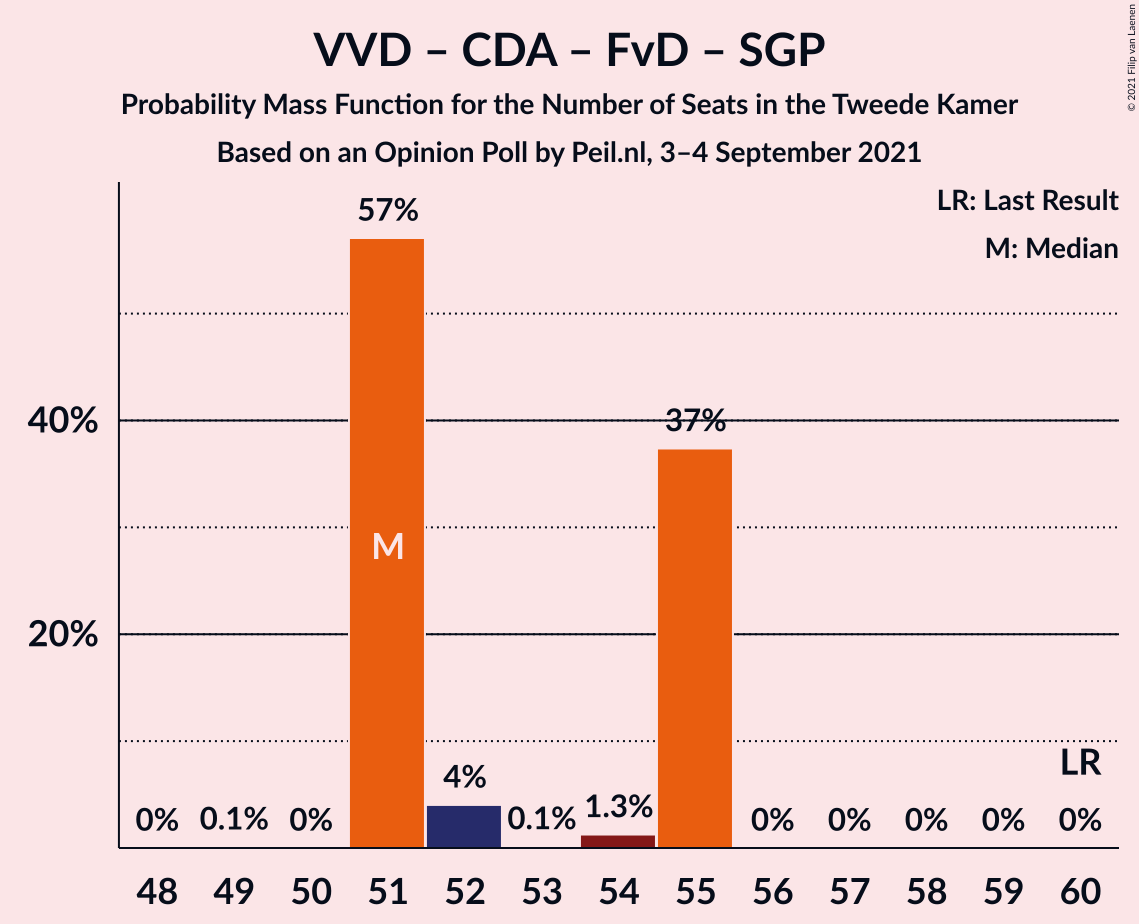 VVD – CDA – FvD – SGP
Probability Mass Function for the Number of Seats in the Tweede Kamer
Based on an Opinion Poll by Peil.nl, 3–4 September 2021
© 2021 Filip van Laenen
LR: Last Result
M: Median
57%
40%
37%
M
20%
LR
0% 0.1% 0% 4% 0.1% 1.3% 0% 0% 0% 0% 0%
48 49 50 51 52 53 54 55 56 57 58 59 60